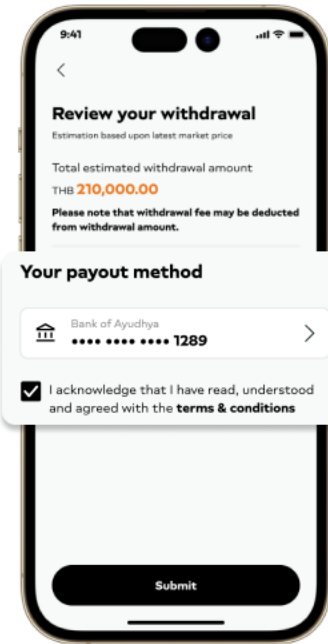 9:41
Review your withdrawal
Estimation based upon latest market price
Total estimated withdrawal amount
THB 210,000.00
Please note that withdrawal fee may be deducted
from withdrawal amount.
Your payout method
Bank of Ayudhya
•••• •••• •••• 1289
I acknowledge that I have read, understood
and agreed with the terms & conditions
Submit